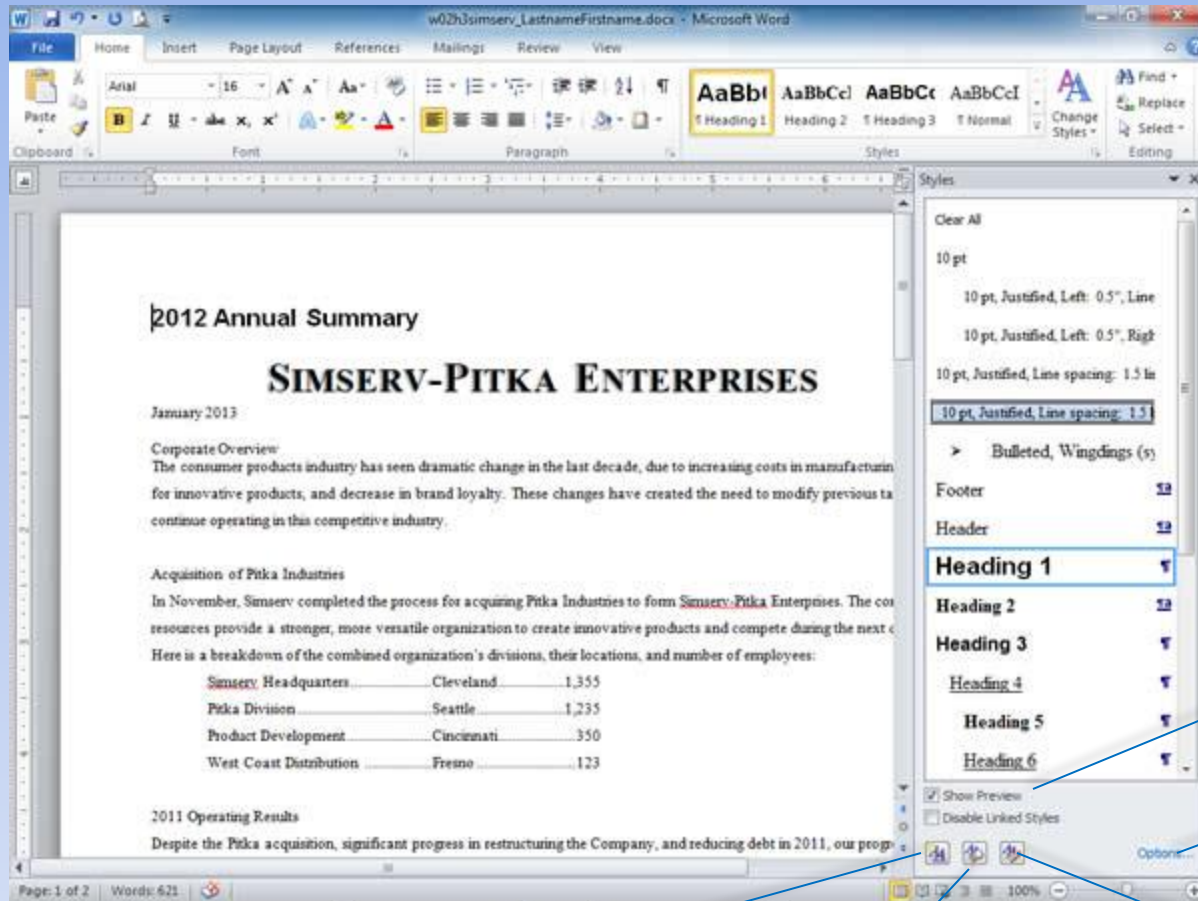 w02h3simserv_LastnameFirstname.docx - Microsoft Word
File Home Insert Page Layout References Mailings Review View
Paste
Arial 16
Aa
B I U abc x, x
AaBbC AaBbCcI AaBbCc AaBbCcI
¶ Heading 1 Heading 2 ¶ Heading 3 ¶ Normal
Change Styles
Find
Replace
Select
Clipboard Font Paragraph Styles Editing
2012 Annual Summary
SIMSERV-PITKA ENTERPRISES
January 2013
Corporate Overview
The consumer products industry has seen dramatic change in the last decade, due to increasing costs in manufacturin
for innovative products, and decrease in brand loyalty. These changes have created the need to modify previous ta
continue operating in this competitive industry.
Acquisition of Pitka Industries
In November, Simserv completed the process for acquiring Pitka Industries to form Simserv-Pitka Enterprises. The co
resources provide a stronger, more versatile organization to create innovative products and compete during the next
Here is a breakdown of the combined organization's divisions, their locations, and number of employees:
Simserv Headquarters Cleveland 1,355
Pitka Division Seattle 1,235
Product Development Cincinnati 350
West Coast Distribution Fresno 123
2011 Operating Results
Despite the Pitka acquisition, significant progress in restructuring the Company, and reducing debt in 2011, our progr
Styles
Clear All
10 pt
10 pt, Justified, Left: 0.5", Line
10 pt, Justified, Left: 0.5", Righ
10 pt, Justified, Line spacing: 1.5 lin
10 pt, Justified, Line spacing: 1.5 l
Bulleted, Wingdings (sy
Footer
Header
Heading 1
Heading 2
Heading 3
Heading 4
Heading 5
Heading 6
Show Preview
Disable Linked Styles
Options...
Page: 1 of 2 Words: 621 100%